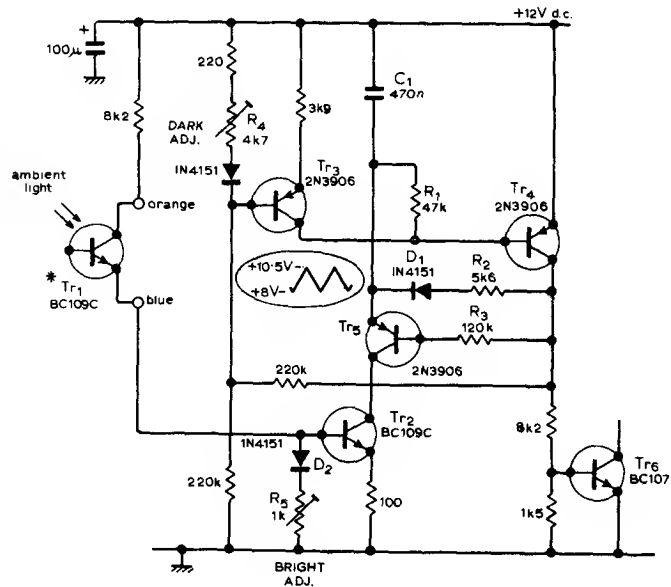 +12V d.c.
+
100µ
220
C1
470n
8k2
DARK
ADJ.
R4
4k7
3k9
ambient
light
1N4151
Tr3
2N3906
R1
47k
Tr4
2N3906
orange
D1
1N4151
R2
5k6
+10·5V
+8V
*
Tr1
BC109C
blue
Tr5
R3
120k
2N3906
220k
1N4151
Tr2
BC109C
8k2
D2
Tr6
BC107
220k
R5
1k
100
1k5
BRIGHT
ADJ.